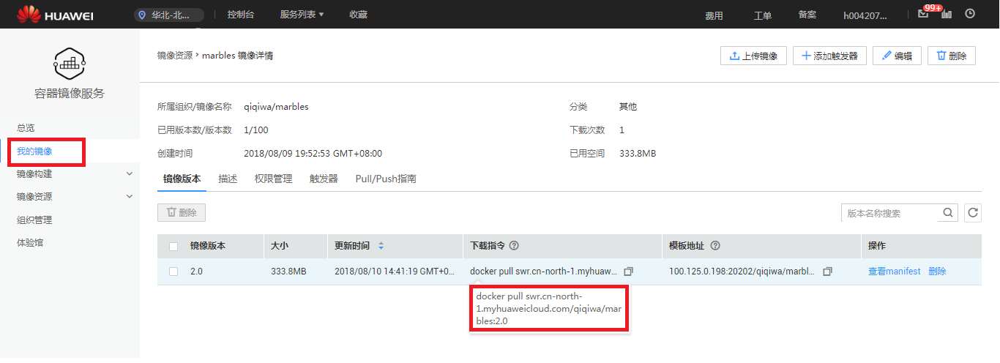 HUAWEI 华北-北... 控制台 服务列表 收藏 费用 工单 备案 h004207... 99+
容器镜像服务
总览
我的镜像
镜像构建
镜像资源
组织管理
体验馆
镜像资源 > marbles 镜像详情 上传镜像 添加触发器 编辑 删除
所属组织/镜像名称 qiqiwa/marbles 分类 其他
已用版本数/版本数 1/100 下载次数 1
创建时间 2018/08/09 19:52:53 GMT+08:00 已用空间 333.8MB
镜像版本 描述 权限管理 触发器 Pull/Push指南
删除 版本名称搜索
镜像版本 大小 更新时间 下载指令 模板地址 操作
2.0 333.8MB 2018/08/10 14:41:19 GMT+0... docker pull swr.cn-north-1.myhuaw... 100.125.0.198:20202/qiqiwa/marbl... 查看manifest 删除
docker pull swr.cn-north-
1.myhuaweicloud.com/qiqiwa/mar
bles:2.0